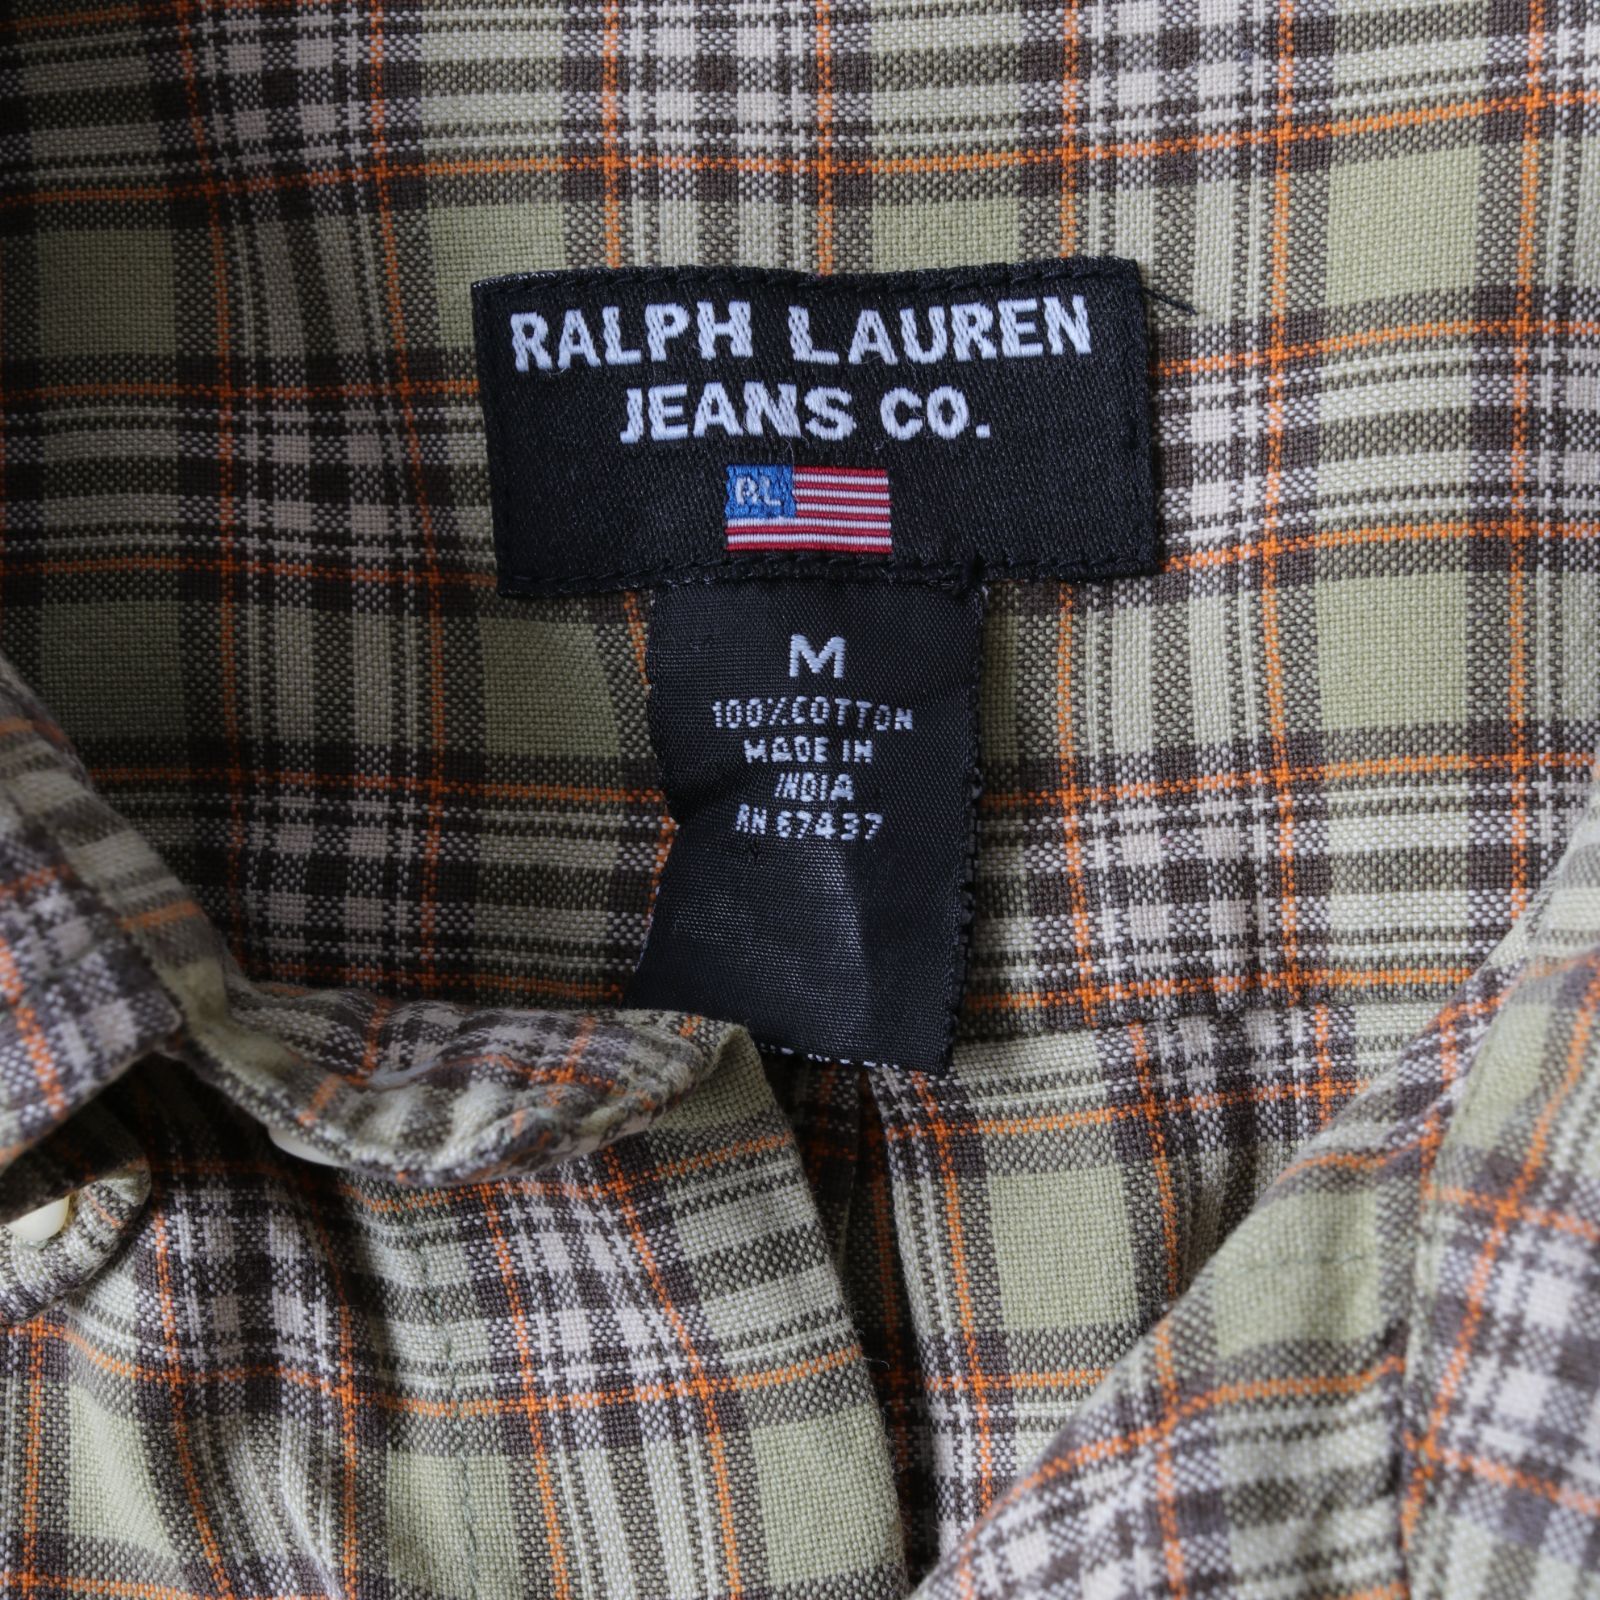 RALPH LAUREN
JEANS CO.
RL
M
100% COTTON
MADE IN
INDIA
RN 67437